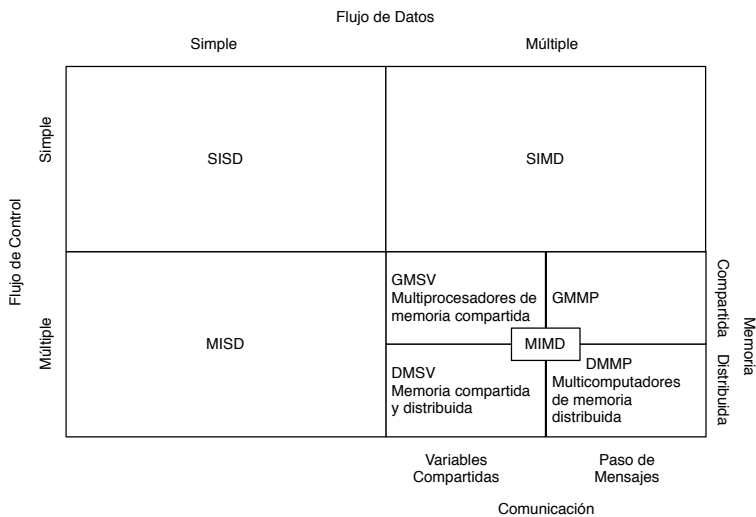 Flujo de Datos
Simple
Múltiple
Simple
SISD
SIMD
Flujo de Control
Múltiple
MISD
GMSV
Multiprocesadores de
memoria compartida
GMMP
MIMD
DMSV
Memoria compartida
y distribuida
DMMP
Multicomputadores
de memoria
distribuida
Compartida
Distribuida
Memoria
Variables
Compartidas
Paso de
Mensajes
Comunicación